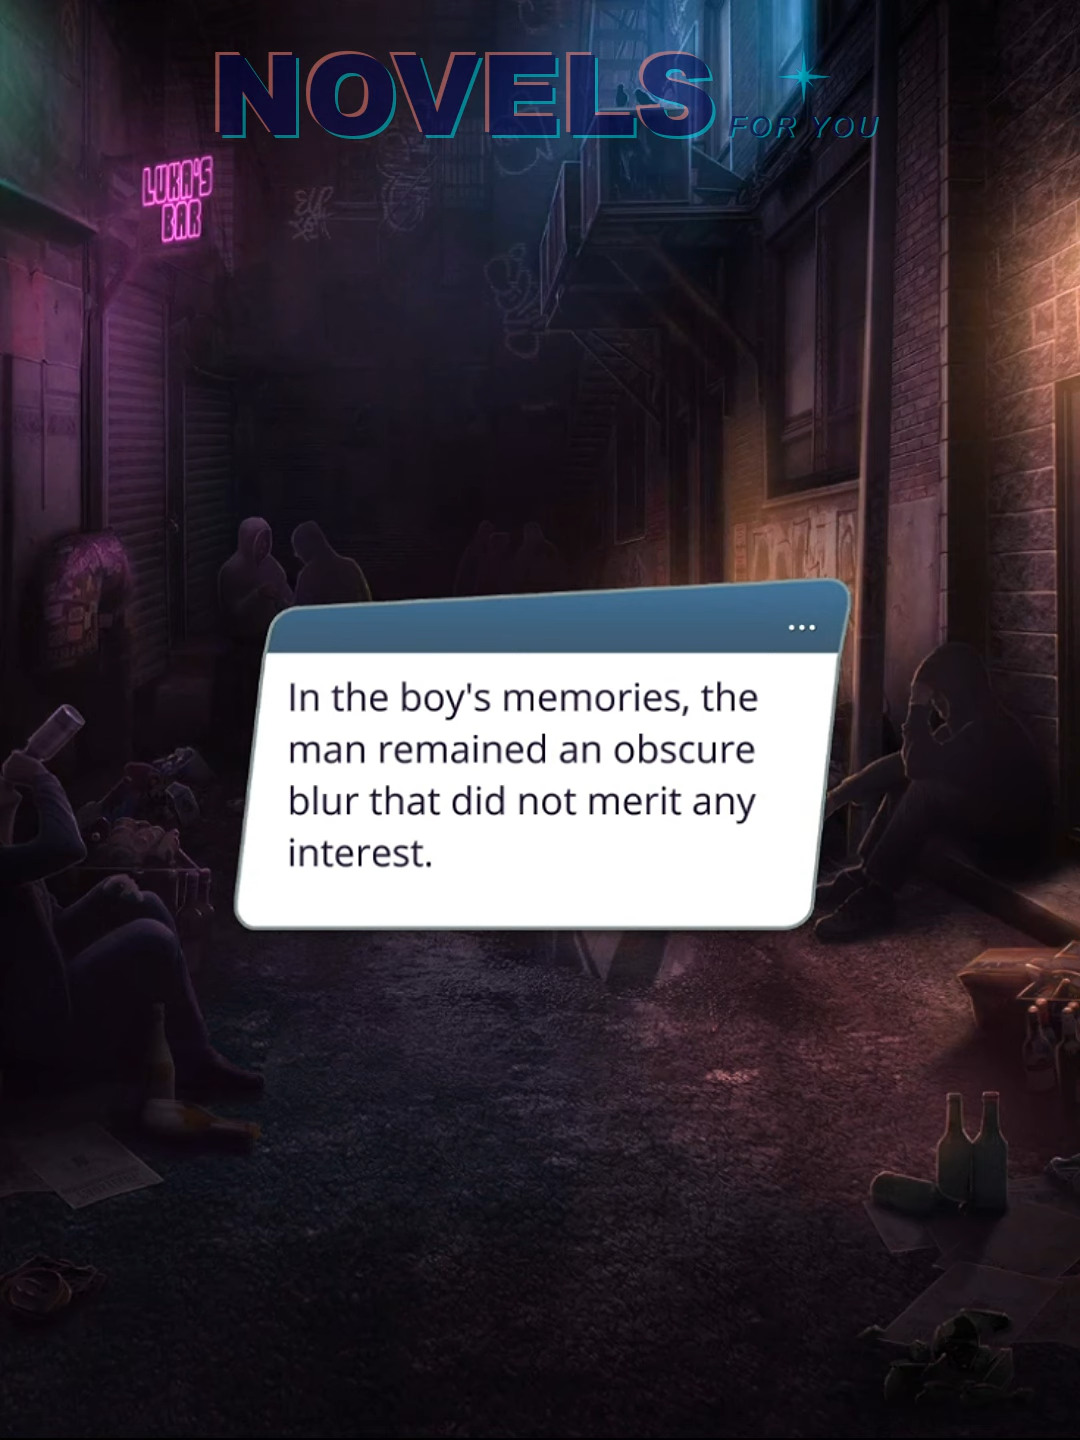 NOVELS
FOR YOU
LUKA'S
BAR
...
In the boy's memories, the
man remained an obscure
blur that did not merit any
interest.